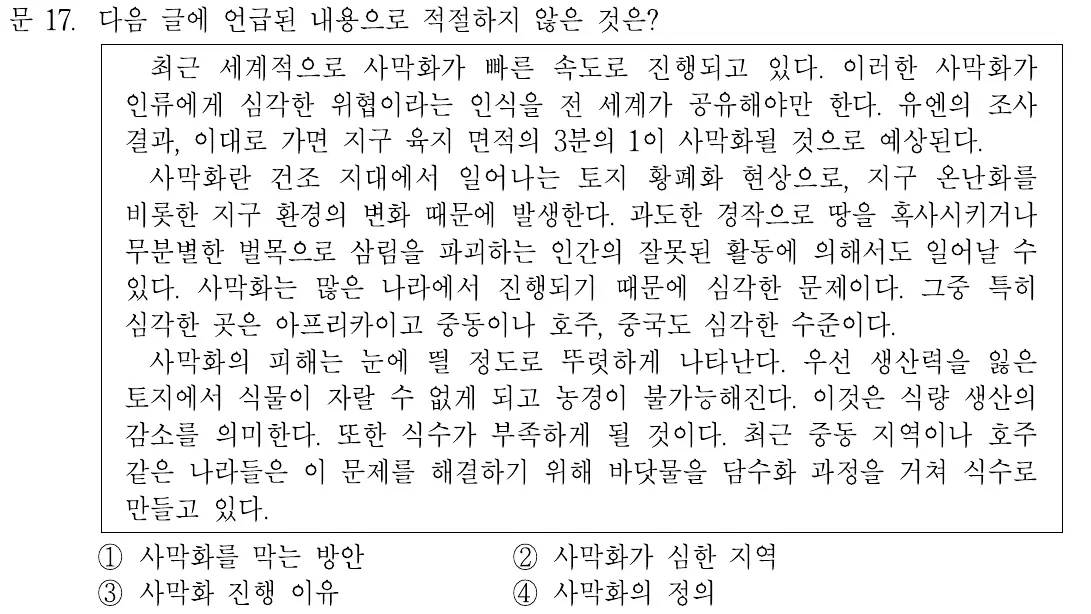 문 17. 다음 글에 언급된 내용으로 적절하지 않은 것은?
최근 세계적으로 사막화가 빠른 속도로 진행되고 있다. 이러한 사막화가
인류에게 심각한 위협이라는 인식을 전 세계가 공유해야만 한다. 유엔의 조사
결과, 이대로 가면 지구 육지 면적의 3분의 1이 사막화될 것으로 예상된다.
사막화란 건조 지대에서 일어나는 토지 황폐화 현상으로, 지구 온난화를
비롯한 지구 환경의 변화 때문에 발생한다. 과도한 경작으로 땅을 혹사시키거나
무분별한 벌목으로 삼림을 파괴하는 인간의 잘못된 활동에 의해서도 일어날 수
있다. 사막화는 많은 나라에서 진행되기 때문에 심각한 문제이다. 그중 특히
심각한 곳은 아프리카이고 중동이나 호주, 중국도 심각한 수준이다.
사막화의 피해는 눈에 띌 정도로 뚜렷하게 나타난다. 우선 생산력을 잃은
토지에서 식물이 자랄 수 없게 되고 농경이 불가능해진다. 이것은 식량 생산의
감소를 의미한다. 또한 식수가 부족하게 될 것이다. 최근 중동 지역이나 호주
같은 나라들은 이 문제를 해결하기 위해 바닷물을 담수화 과정을 거쳐 식수로
만들고 있다.
① 사막화를 막는 방안 ② 사막화가 심한 지역
③ 사막화 진행 이유 ④ 사막화의 정의